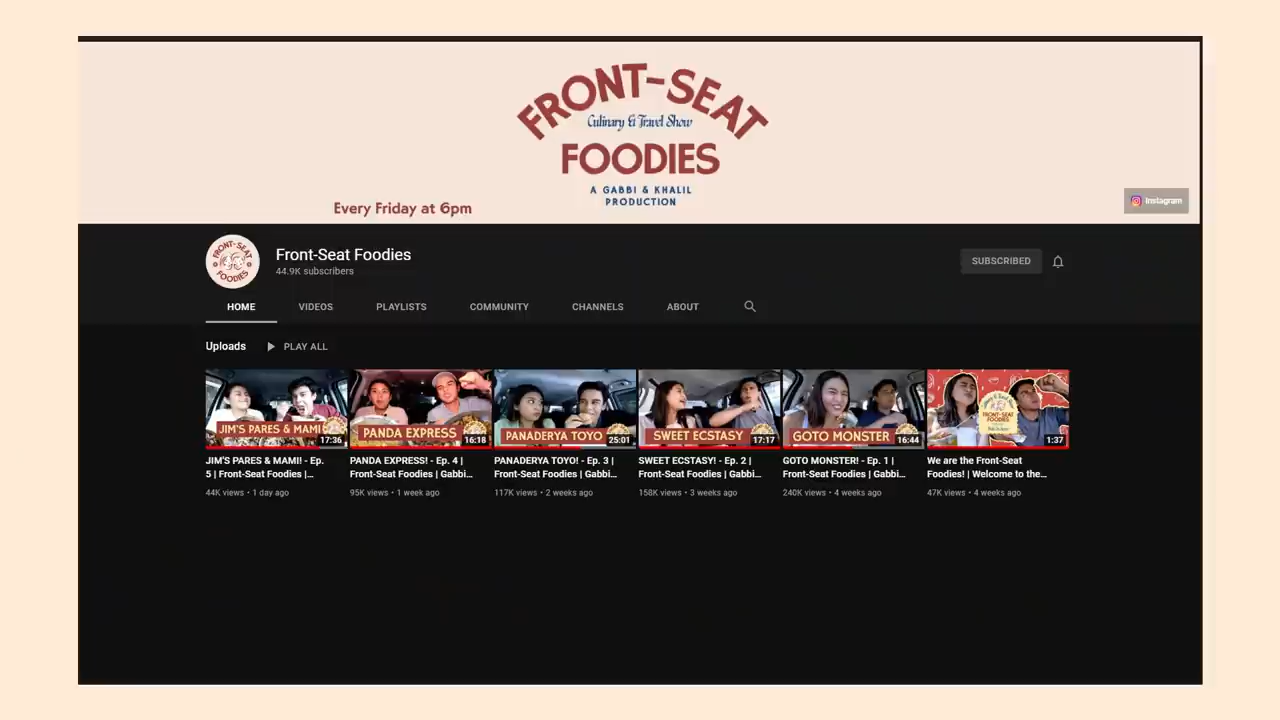 FRONT-SEAT
Culinary & Travel Show
FOODIES
A GABBI & KHALIL
PRODUCTION
Every Friday at 6pm
Instagram
FRONT-SEAT
FOODIES
Front-Seat Foodies
44.9K subscribers
SUBSCRIBED
HOME VIDEOS PLAYLISTS COMMUNITY CHANNELS ABOUT
Uploads PLAY ALL
JIM'S PARES & MAMI
17:36
PANDA EXPRESS
16:18
PANADERYA TOYO
25:01
SWEET ECSTASY
17:17
GOTO MONSTER
16:44
FRONT-SEAT
FOODIES
1:37
JIM'S PARES & MAMI! - Ep.
5 | Front-Seat Foodies |...
44K views • 1 day ago
PANDA EXPRESS! - Ep. 4 |
Front-Seat Foodies | Gabbi...
95K views • 1 week ago
PANADERYA TOYO! - Ep. 3 |
Front-Seat Foodies | Gabbi...
117K views • 2 weeks ago
SWEET ECSTASY! - Ep. 2 |
Front-Seat Foodies | Gabbi...
158K views • 3 weeks ago
GOTO MONSTER! - Ep. 1 |
Front-Seat Foodies | Gabbi...
240K views • 4 weeks ago
We are the Front-Seat
Foodies! | Welcome to the...
47K views • 4 weeks ago